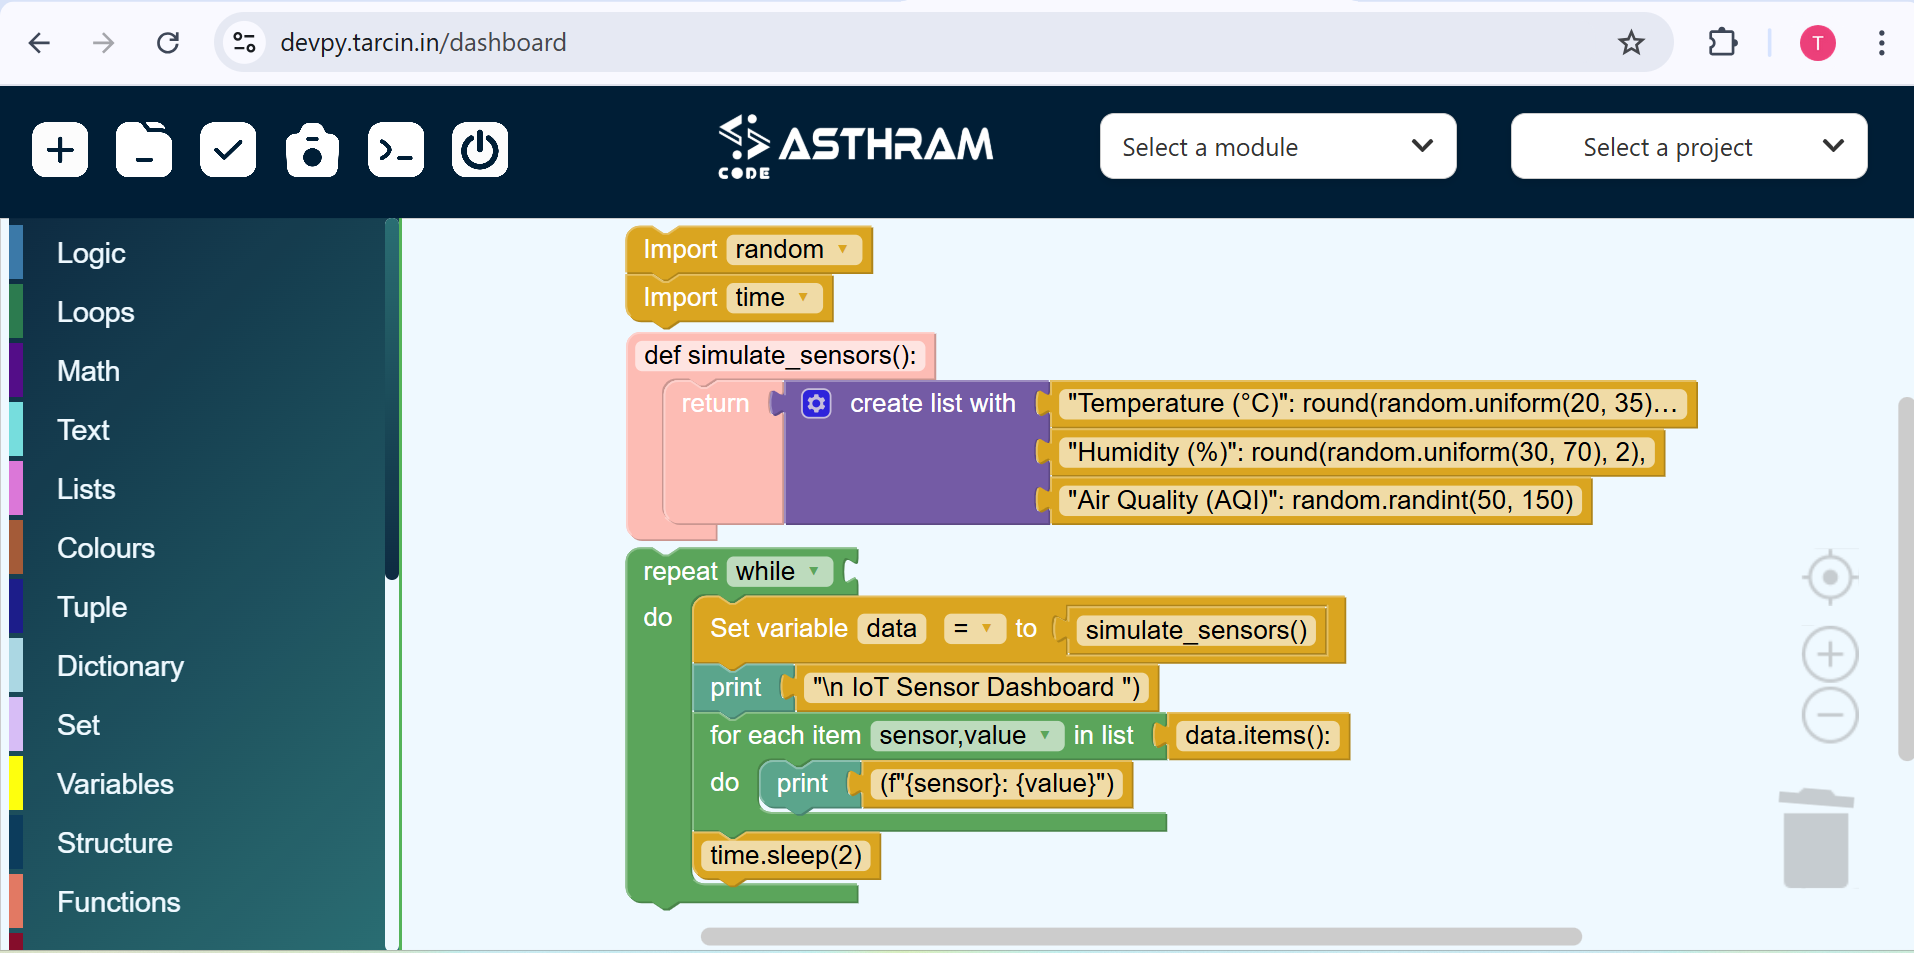 devpy.tarcin.in/dashboard
T
CODE ASTHRAM
Select a module
Select a project
Logic
Loops
Math
Text
Lists
Colours
Tuple
Dictionary
Set
Variables
Structure
Functions
Import random
Import time
def simulate_sensors():
return create list with "Temperature (°C)": round(random.uniform(20, 35)...
"Humidity (%)": round(random.uniform(30, 70), 2),
"Air Quality (AQI)": random.randint(50, 150)
repeat while
do
Set variable data = to simulate_sensors()
print "\n IoT Sensor Dashboard ")
for each item sensor,value in list data.items():
do print (f"{sensor}: {value}")
time.sleep(2)